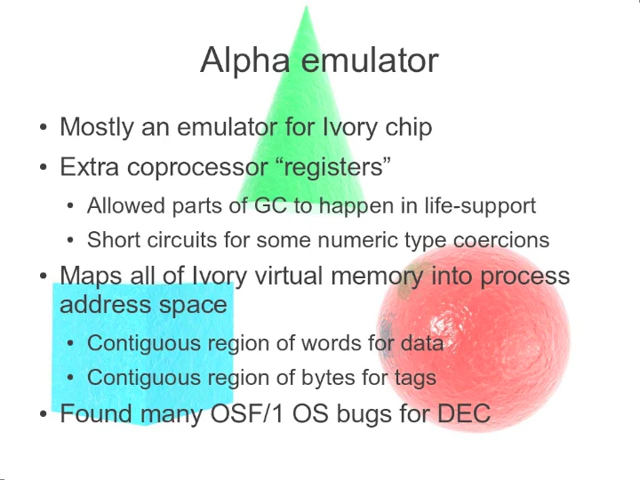 Alpha emulator
• Mostly an emulator for Ivory chip
• Extra coprocessor “registers”
• Allowed parts of GC to happen in life-support
• Short circuits for some numeric type coercions
• Maps all of Ivory virtual memory into process
address space
• Contiguous region of words for data
• Contiguous region of bytes for tags
• Found many OSF/1 OS bugs for DEC